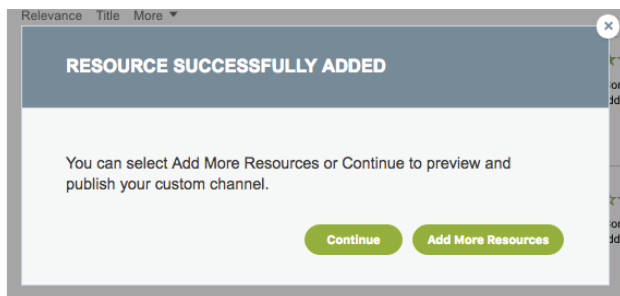 Relevance Title More ▼
RESOURCE SUCCESSFULLY ADDED
You can select Add More Resources or Continue to preview and
publish your custom channel.
Continue Add More Resources